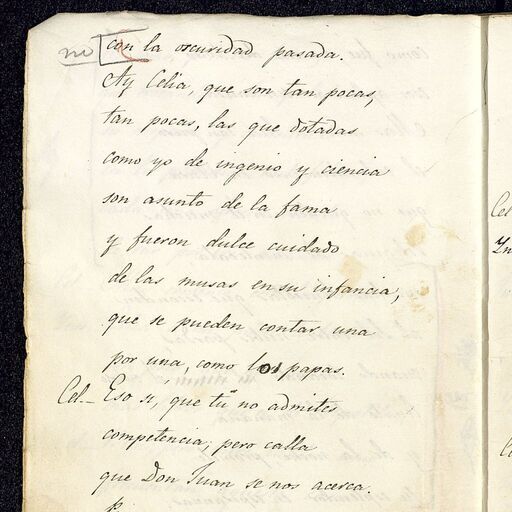 no con la oscuridad pasada.
Ay Celia, que son tan pocas,
tan pocas, las que dotadas
como yo de ingenio y ciencia
son asunto de la fama
y fueron dulce cuidado
de las musas en su infancia,
que se pueden contar una
por una, como los papas.
Cel.- Eso si, que tú no admites
competencia; pero calla
que Don Juan se nos acerca.